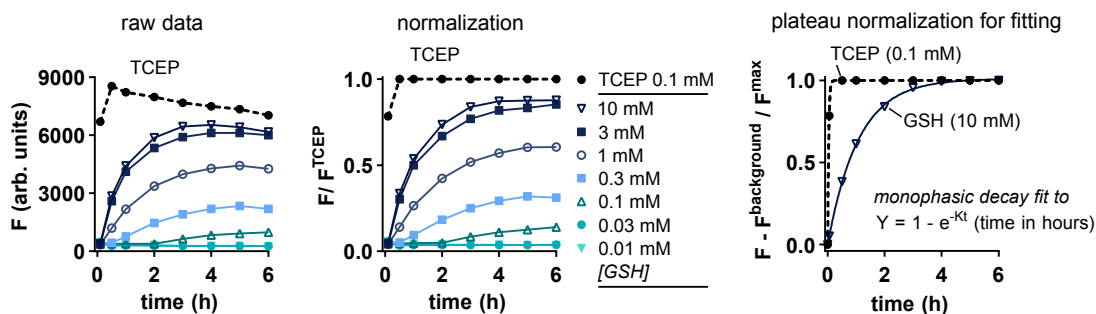 raw data
TCEP
9000
6000
3000
0
F (arb. units)
0 2 4 6
time (h)
normalization
TCEP
1.0
0.5
0.0
F/ F^TCEP
0 2 4 6
time (h)
TCEP 0.1 mM
10 mM
3 mM
1 mM
0.3 mM
0.1 mM
0.03 mM
0.01 mM
[GSH]
plateau normalization for fitting
TCEP (0.1 mM)
GSH (10 mM)
1.0
0.5
0.0
F - F^background / F^max
monophasic decay fit to
Y = 1 - e^-Kt (time in hours)
0 2 4 6
time (h)